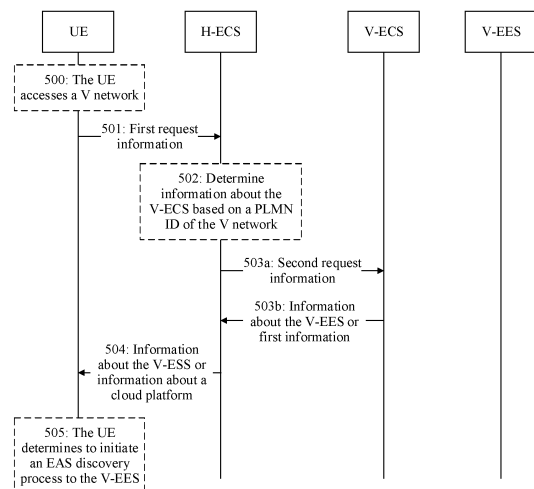 UE
H-ECS
V-ECS
V-EES
500: The UE
accesses a V network
501: First request
information
502: Determine
information about the
V-ECS based on a PLMN
ID of the V network
503a: Second request
information
503b: Information
about the V-EES or
first information
504: Information
about the V-ESS or
information about a
cloud platform
505: The UE
determines to initiate
an EAS discovery
process to the V-EES